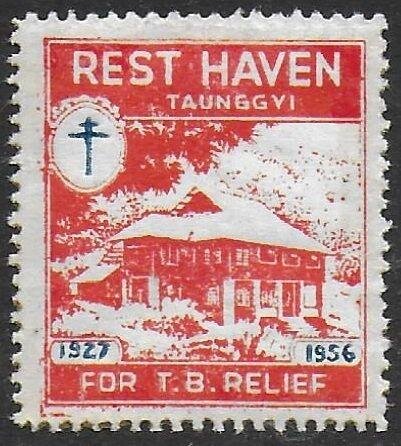 REST HAVEN
TAUNGGYI
1927 1956
FOR T.B. RELIEF